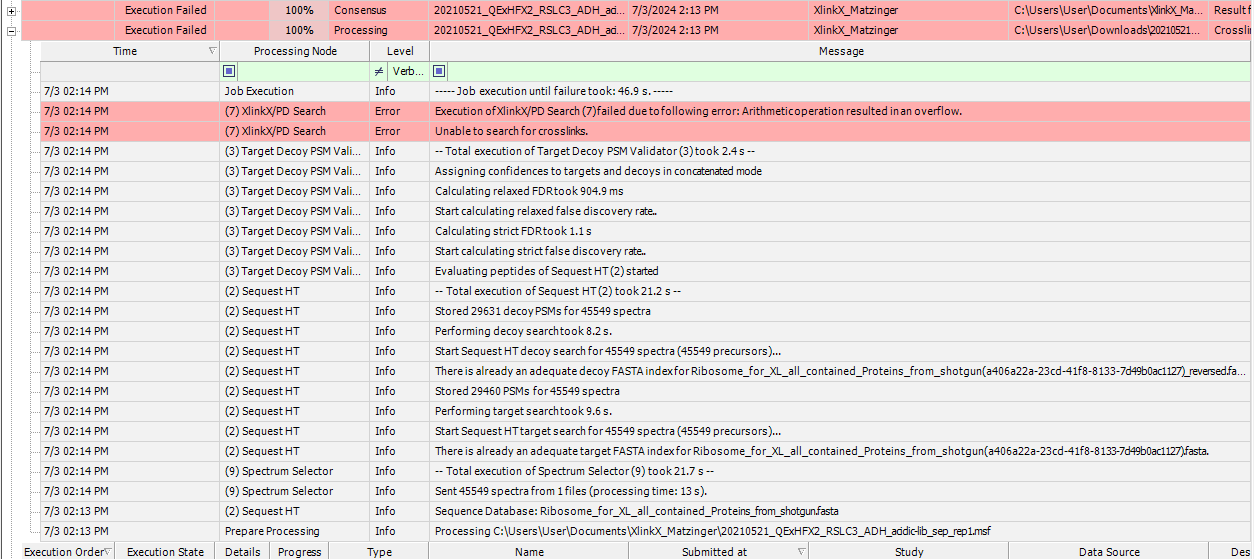 Execution Failed 100% Consensus 20210521_QExHFX2_RSLC3_ADH_acidic... 7/3/2024 2:13 PM XlinkX_Matzinger C:\Users\User\Documents\XlinkX_Ma... Result f
Execution Failed 100% Processing 20210521_QExHFX2_RSLC3_ADH_acidic... 7/3/2024 2:13 PM XlinkX_Matzinger C:\Users\User\Downloads\20210521... Crosslin
Time Processing Node Level Message
≠ Verb...
7/3 02:14 PM Job Execution Info ----- Job execution until failure took: 46.9 s. -----
7/3 02:14 PM (7) XlinkX/PD Search Error Execution of XlinkX/PD Search (7) failed due to following error: Arithmetic operation resulted in an overflow.
7/3 02:14 PM (7) XlinkX/PD Search Error Unable to search for crosslinks.
7/3 02:14 PM (3) Target Decoy PSM Vali... Info -- Total execution of Target Decoy PSM Validator (3) took 2.4 s --
7/3 02:14 PM (3) Target Decoy PSM Vali... Info Assigning confidences to targets and decoys in concatenated mode
7/3 02:14 PM (3) Target Decoy PSM Vali... Info Calculating relaxed FDR took 904.9 ms
7/3 02:14 PM (3) Target Decoy PSM Vali... Info Start calculating relaxed false discovery rate..
7/3 02:14 PM (3) Target Decoy PSM Vali... Info Calculating strict FDR took 1.1 s
7/3 02:14 PM (3) Target Decoy PSM Vali... Info Start calculating strict false discovery rate..
7/3 02:14 PM (3) Target Decoy PSM Vali... Info Evaluating peptides of Sequest HT (2) started
7/3 02:14 PM (2) Sequest HT Info -- Total execution of Sequest HT (2) took 21.2 s --
7/3 02:14 PM (2) Sequest HT Info Stored 29631 decoy PSMs for 45549 spectra
7/3 02:14 PM (2) Sequest HT Info Performing decoy search took 8.2 s.
7/3 02:14 PM (2) Sequest HT Info Start Sequest HT decoy search for 45549 spectra (45549 precursors)...
7/3 02:14 PM (2) Sequest HT Info There is already an adequate decoy FASTA index for Ribosome_for_XL_all_contained_Proteins_from_shotgun(a406a22a-23cd-41f8-8133-7d49b0ac1127)_reversed.fa...
7/3 02:14 PM (2) Sequest HT Info Stored 29460 PSMs for 45549 spectra
7/3 02:14 PM (2) Sequest HT Info Performing target search took 9.6 s.
7/3 02:14 PM (2) Sequest HT Info Start Sequest HT target search for 45549 spectra (45549 precursors)...
7/3 02:14 PM (2) Sequest HT Info There is already an adequate target FASTA index for Ribosome_for_XL_all_contained_Proteins_from_shotgun(a406a22a-23cd-41f8-8133-7d49b0ac1127).fasta.
7/3 02:14 PM (9) Spectrum Selector Info -- Total execution of Spectrum Selector (9) took 21.7 s --
7/3 02:14 PM (9) Spectrum Selector Info Sent 45549 spectra from 1 files (processing time: 13 s).
7/3 02:13 PM (2) Sequest HT Info Sequence Database: Ribosome_for_XL_all_contained_Proteins_from_shotgun.fasta
7/3 02:13 PM Prepare Processing Info Processing C:\Users\User\Documents\XlinkX_Matzinger\20210521_QExHFX2_RSLC3_ADH_acidic-lib_sep_rep1.msf
Execution Order Execution State Details Progress Type Name Submitted at Study Data Source Des